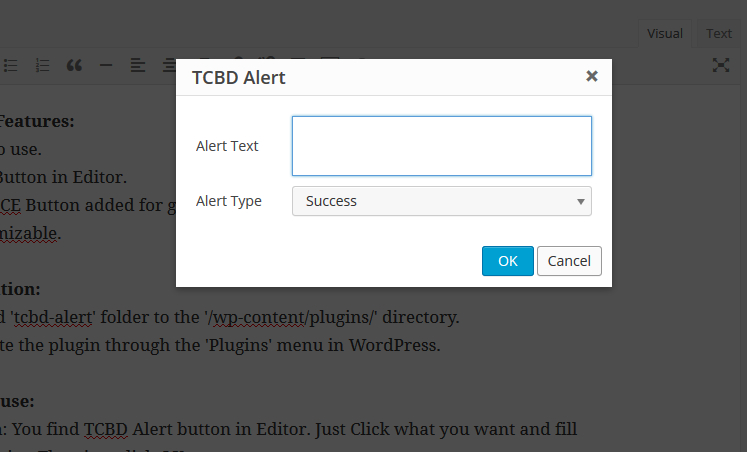 Visual Text
TCBD Alert
Features:
Alert Text
to use.
Button in Editor.
CE Button added for
Alert Type Success
mizable.
OK Cancel
tion:
'tcbd-alert' folder to the '/wp-content/plugins/' directory.
te the plugin through the 'Plugins' menu in WordPress.
use:
: You find TCBD Alert button in Editor. Just Click what you want and fill